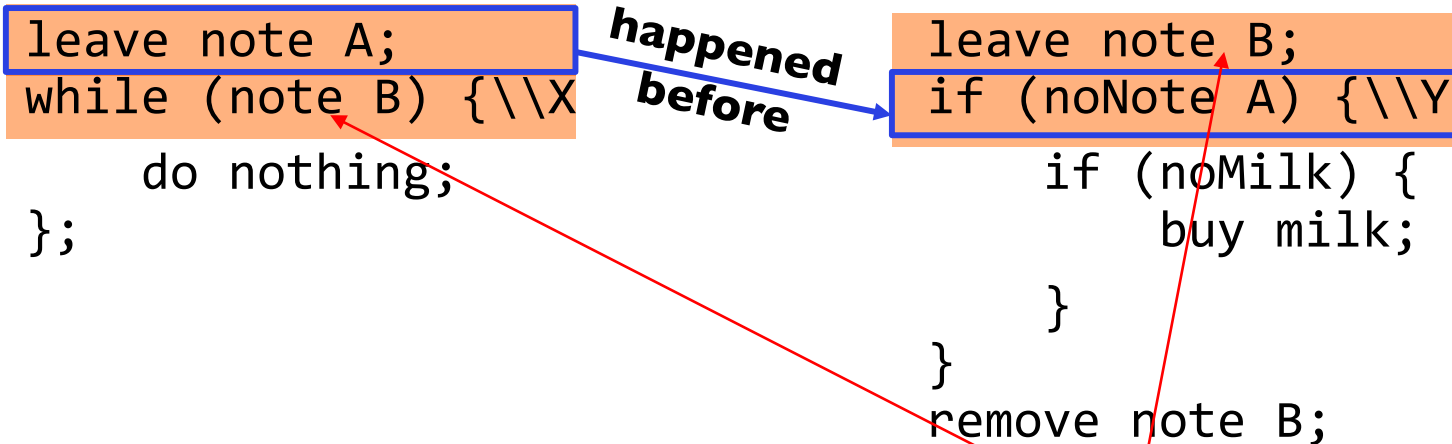 leave note A;
while (note B) {\\X
do nothing;
};
happened
before
leave note B;
if (noNote A) {\\Y
if (noMilk) {
buy milk;
}
}
remove note B;